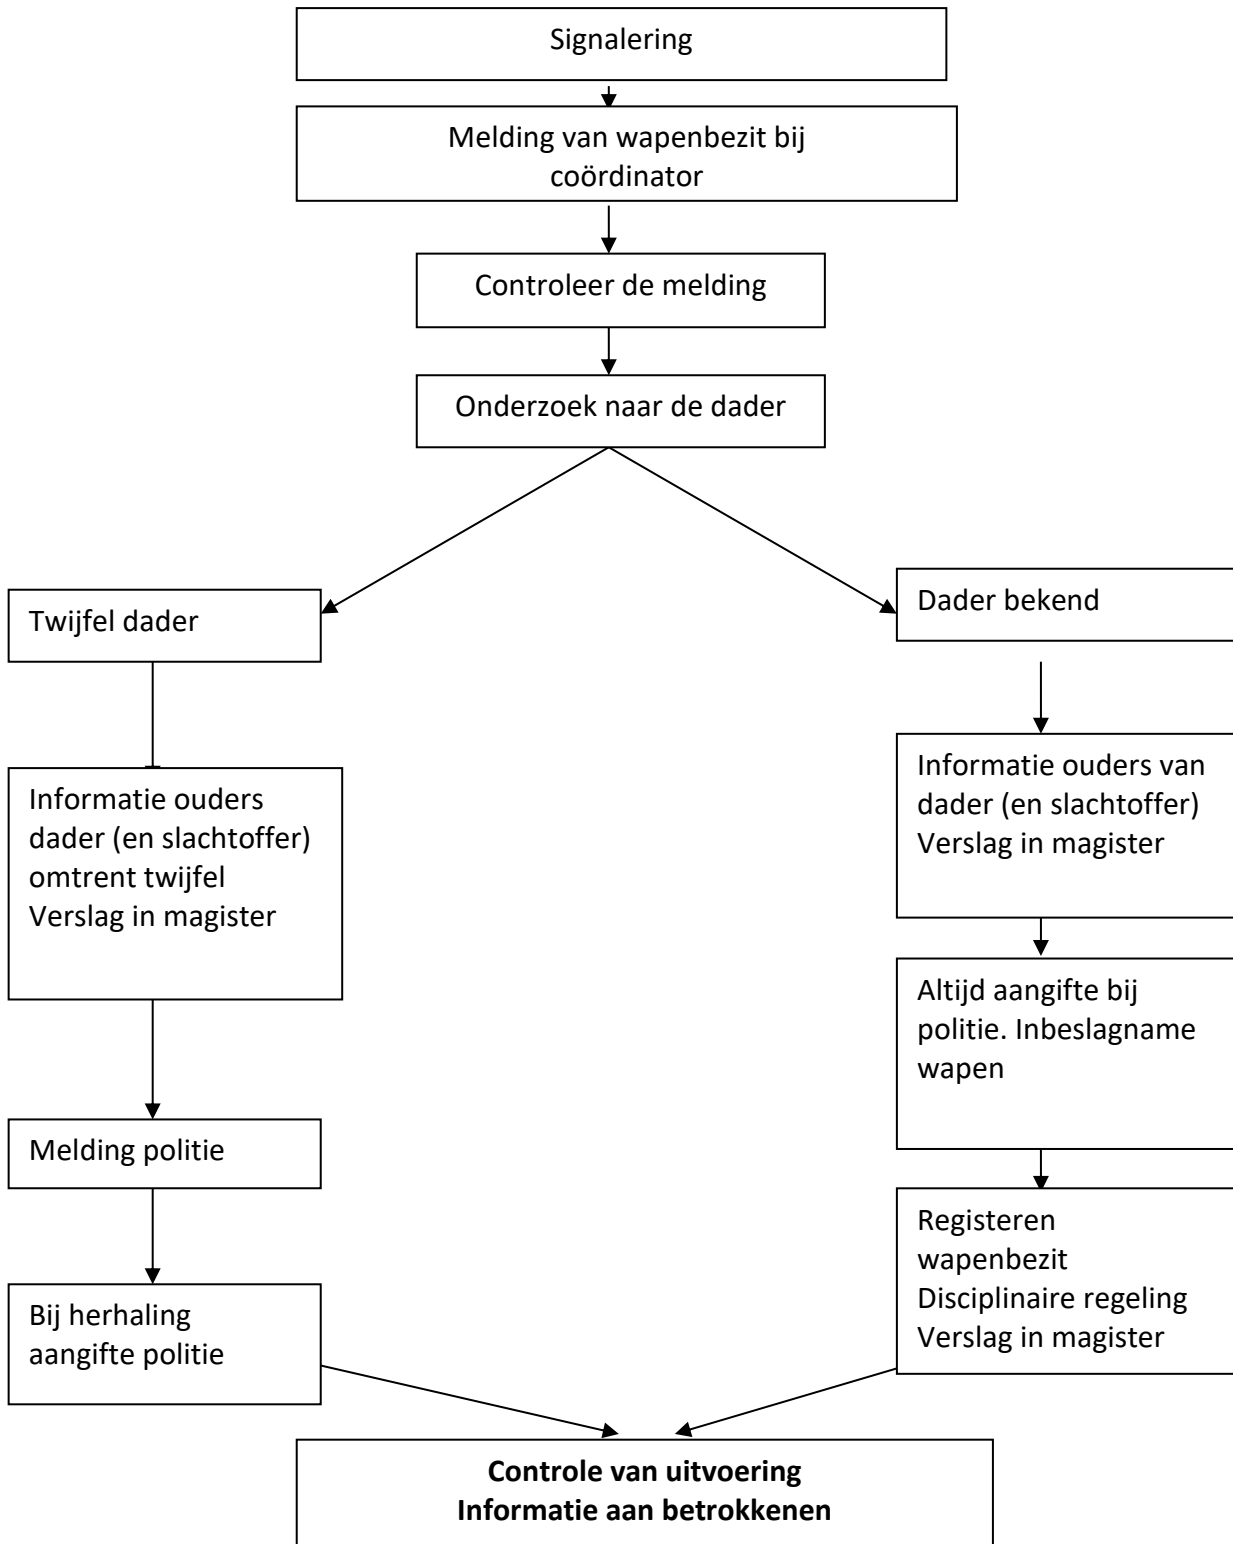 Signalering
Melding van wapenbezit bij
coördinator
Controleer de melding
Onderzoek naar de dader
Twijfel dader
Informatie ouders
dader (en slachtoffer)
omtrent twijfel
Verslag in magister
Melding politie
Bij herhaling
aangifte politie
Dader bekend
Informatie ouders van
dader (en slachtoffer)
Verslag in magister
Altijd aangifte bij
politie. Inbeslagname
wapen
Registeren
wapenbezit
Disciplinaire regeling
Verslag in magister
Controle van uitvoering
Informatie aan betrokkenen